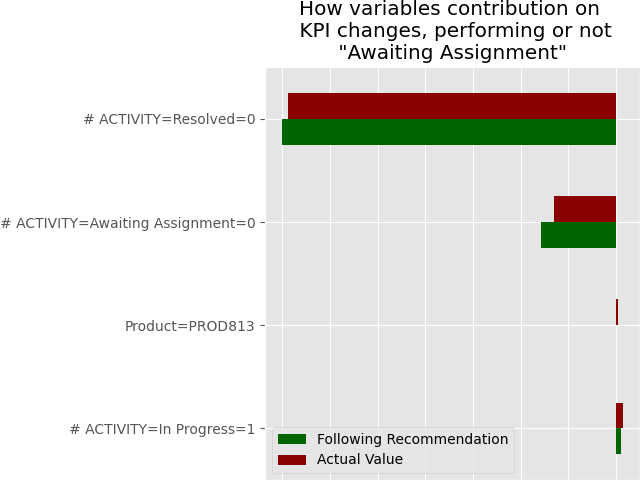 How variables contribution on
KPI changes, performing or not
"Awaiting Assignment"
# ACTIVITY=Resolved=0
# ACTIVITY=Awaiting Assignment=0
Product=PROD813
# ACTIVITY=In Progress=1
Following Recommendation
Actual Value